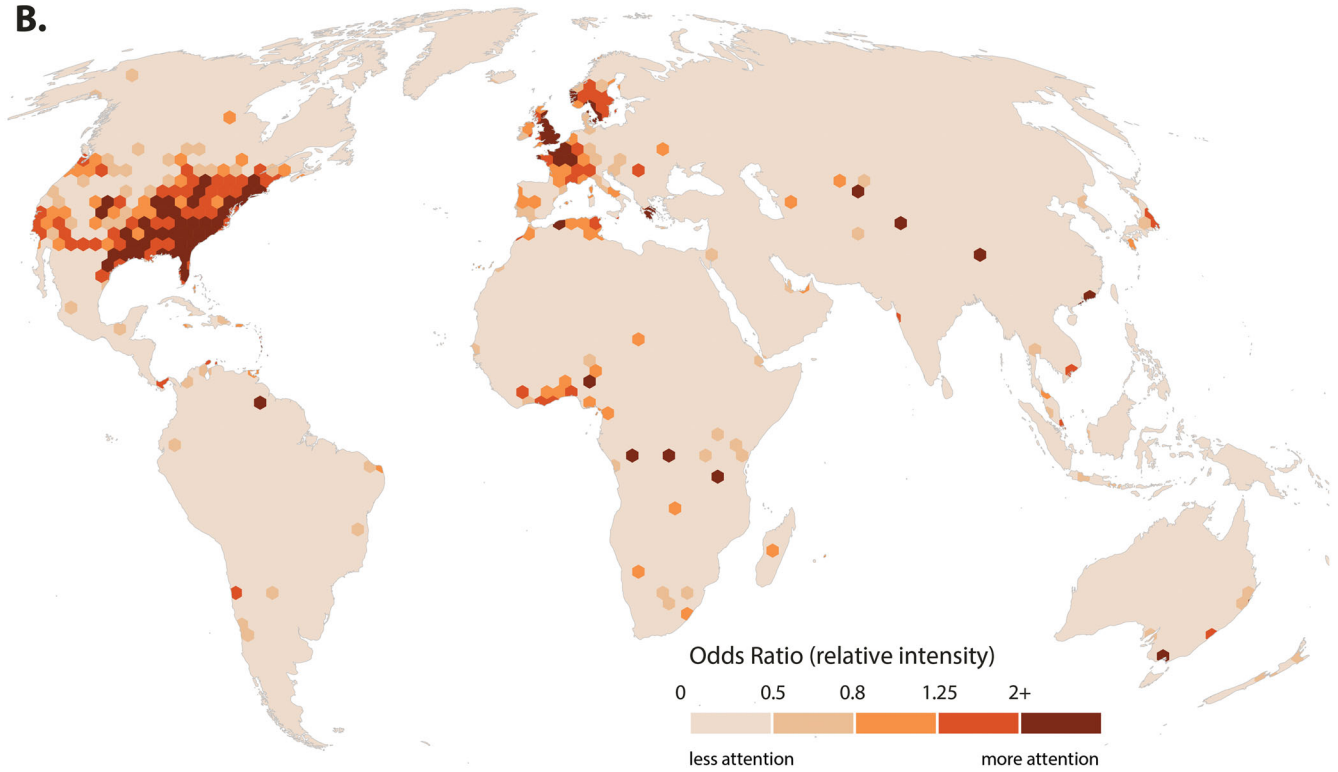 B.
Odds Ratio (relative intensity)
0 0.5 0.8 1.25 2+
less attention more attention